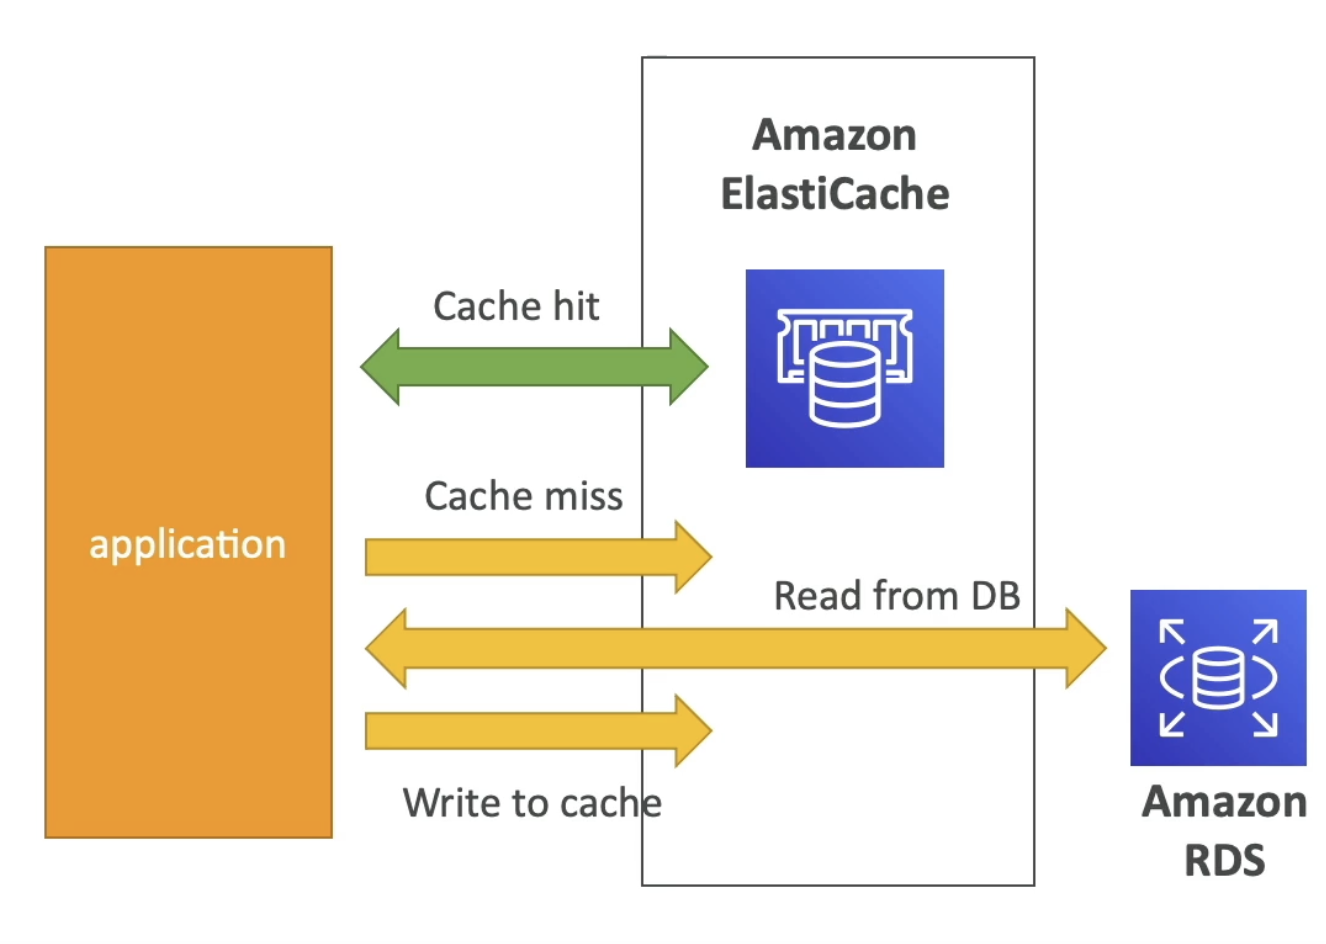 Amazon
ElastiCache
Cache hit
Cache miss
application
Read from DB
Write to cache
Amazon
RDS